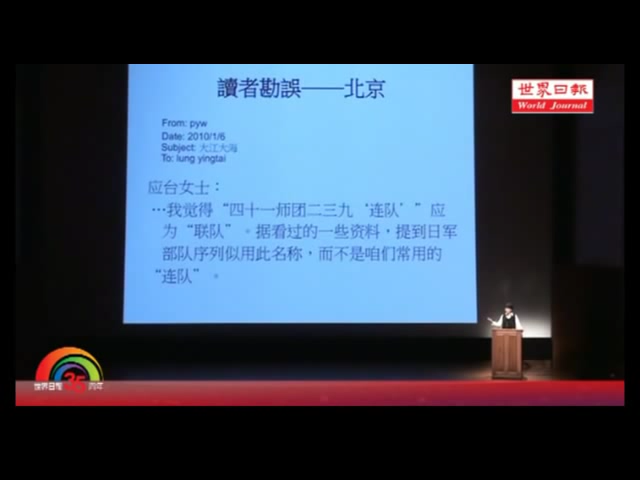 讀者勘誤——北京
世界日報
World Journal
From: pyw
Date: 2010/1/6
Subject: 大江大海
To: lung yingtai
应台女士：
…我觉得“四十一师团二三九‘连队’”应
为“联队”。据看过的一些资料，提到日军
部队序列似用此名称，而不是咱们常用的
“连队”。
世界日報 35 周年